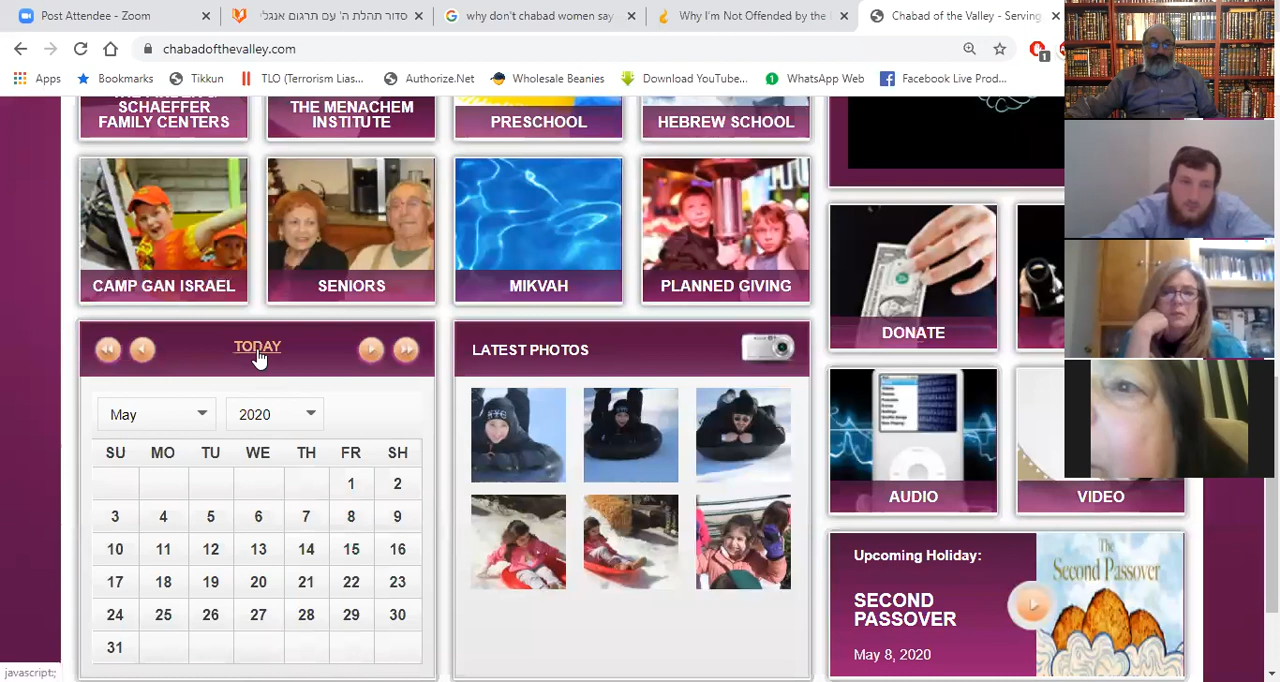 Post Attendee - Zoom
סדור תהלת ה' עם תרגום אנגלי
why don't chabad women say
Why I'm Not Offended by the
Chabad of the Valley - Serving
chabadofthevalley.com
1
Apps
Bookmarks
Tikkun
TLO (Terrorism Lias...
Authorize.Net
Wholesale Beanies
Download YouTube...
WhatsApp Web
Facebook Live Prod...
SCHAEFFER
FAMILY CENTERS
THE MENACHEM
INSTITUTE
PRESCHOOL
HEBREW SCHOOL
CAMP GAN ISRAEL
SENIORS
MIKVAH
PLANNED GIVING
DONATE
TODAY
LATEST PHOTOS
May
2020
SU MO TU WE TH FR SH
1 2
3 4 5 6 7 8 9
10 11 12 13 14 15 16
17 18 19 20 21 22 23
24 25 26 27 28 29 30
31
AUDIO
VIDEO
Upcoming Holiday:
SECOND
PASSOVER
May 8, 2020
The
Second Passover
javascript:;